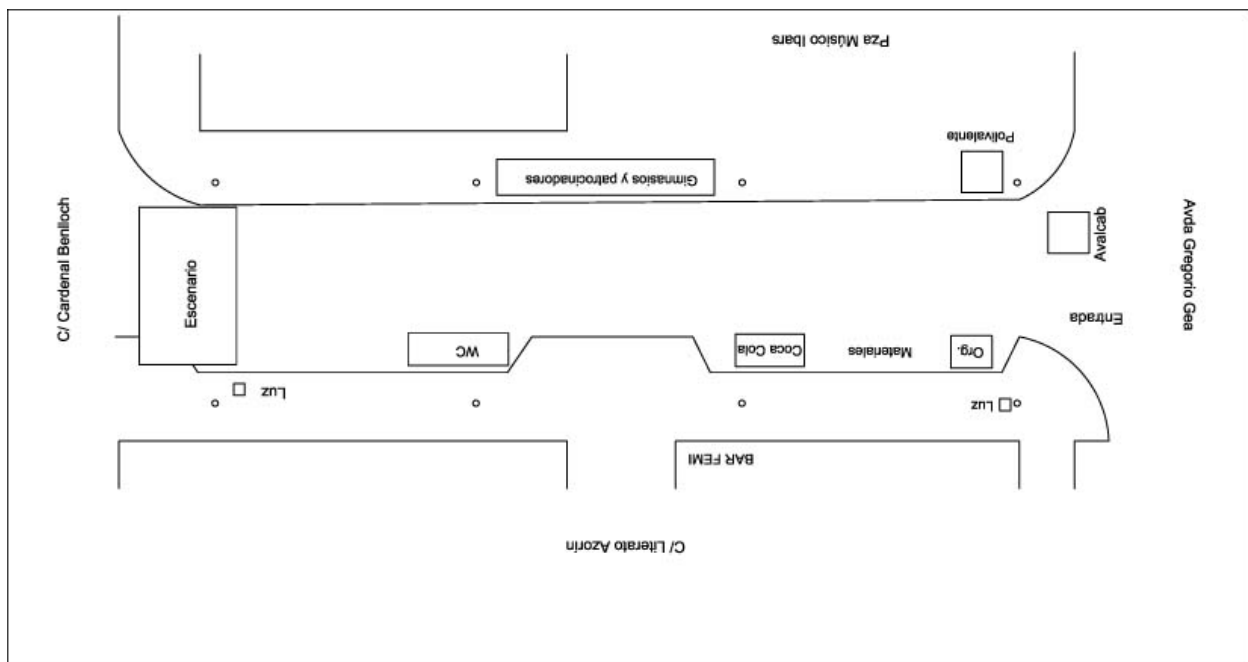 Pza Músico Ibars
Polivalente
Gimnasios y patrocinadores
C/ Cardenal Benlloch
Escenario
Avalcab
Avda Gregorio Gea
Entrada
WC
Coca Cola
Materiales
Org.
Luz
Luz
BAR FEMI
C/ Literato Azorin